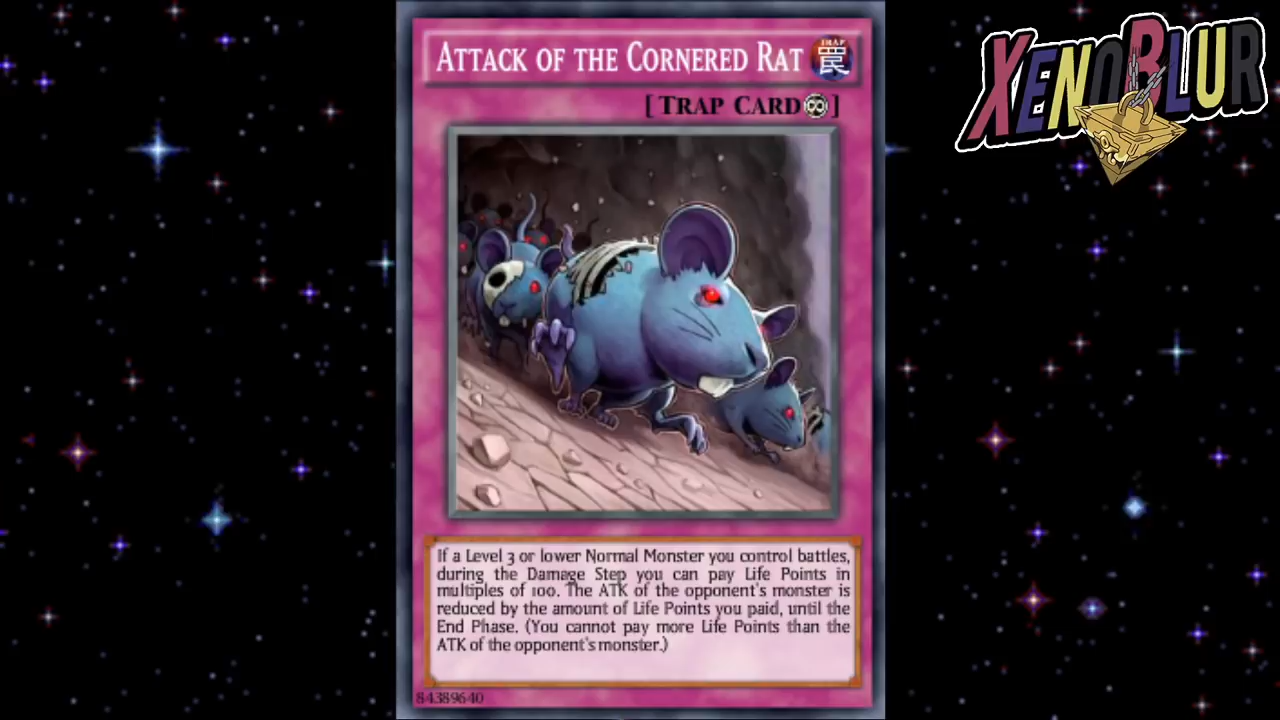 XENOBLUR
ATTACK OF THE CORNERED RAT
TRAP
罠
[TRAP CARD]
If a Level 3 or lower Normal Monster you control battles,
during the Damage Step you can pay Life Points in
multiples of 100. The ATK of the opponent's monster is
reduced by the amount of Life Points you paid, until the
End Phase. (You cannot pay more Life Points than the
ATK of the opponent's monster.)
84389640